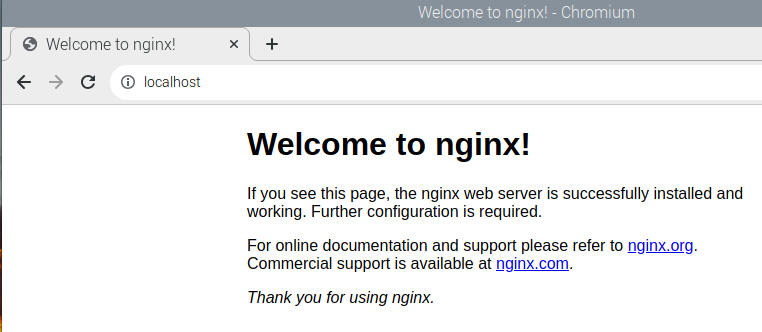 Welcome to nginx! - Chromium
Welcome to nginx!
localhost
Welcome to nginx!
If you see this page, the nginx web server is successfully installed and
working. Further configuration is required.
For online documentation and support please refer to nginx.org.
Commercial support is available at nginx.com.
Thank you for using nginx.